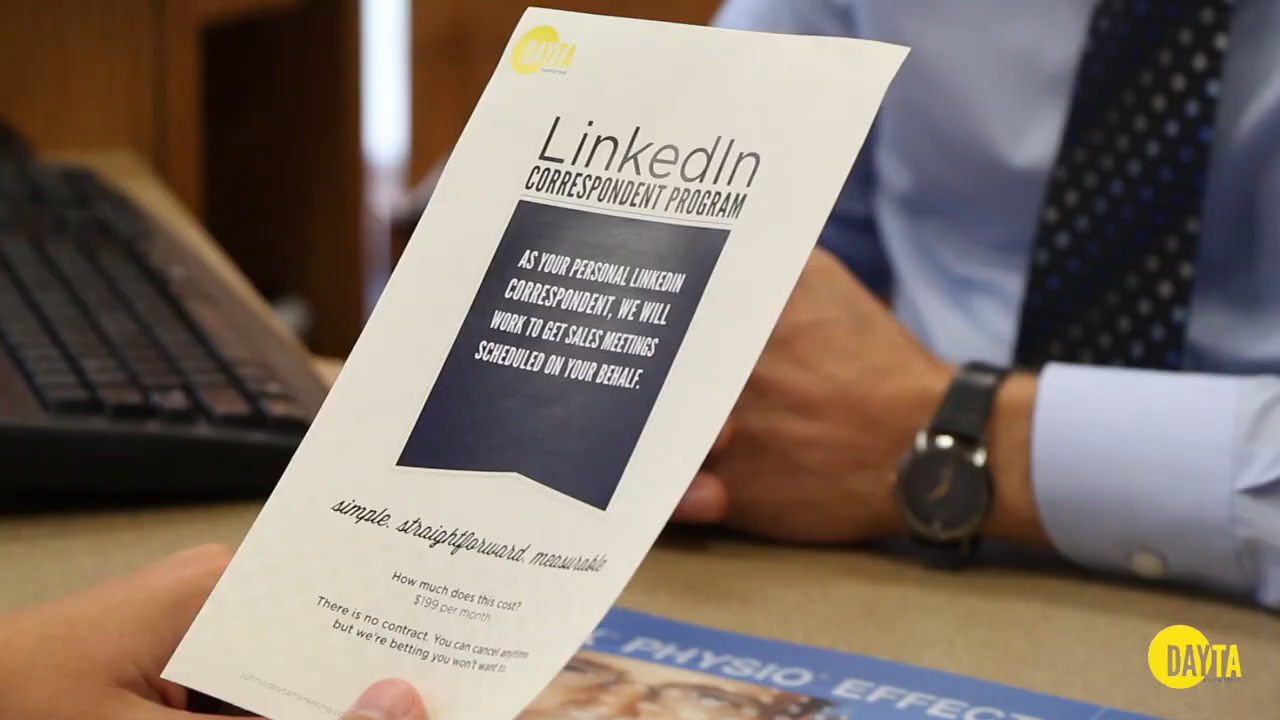 DAYTA
LinkedIn
CORRESPONDENT PROGRAM
AS YOUR PERSONAL LINKEDIN
CORRESPONDENT, WE WILL
WORK TO GET SALES MEETINGS
SCHEDULED ON YOUR BEHALF.
simple. straightforward. measurable
How much does this cost?
$199 per month
There is no contract. You can cancel anytime
but we're betting you won't want to.
PHYSIO EFFECT
DAYTA